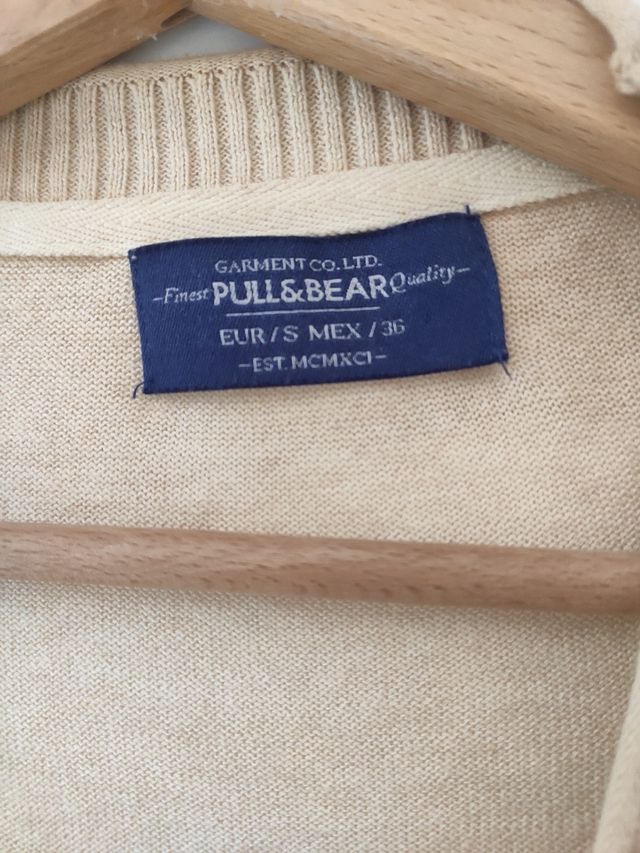 GARMENT CO. LTD.
-Finest PULL&BEAR Quality-
EUR / S MEX / 36
-EST. MCMXCI-